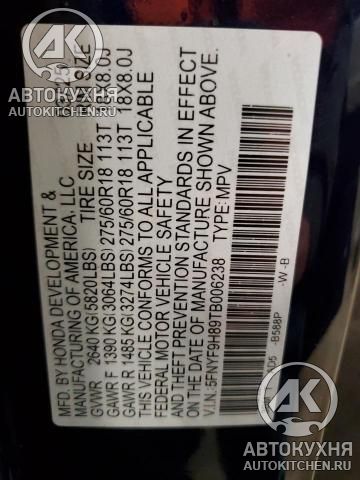 MFD. BY HONDA DEVELOPMENT &
MANUFACTURING OF AMERICA, LLC
TIRE SIZE
GVWR 2640 KG(5820LBS)
GAWR F 1390 KG(3064LBS) 275/60R18 113T 18X8.0J
GAWR R 1485 KG(3274LBS) 275/60R18 113T 18X8.0J
THIS VEHICLE CONFORMS TO ALL APPLICABLE
FEDERAL MOTOR VEHICLE SAFETY
AND THEFT PREVENTION STANDARDS IN EFFECT
ON THE DATE OF MANUFACTURE SHOWN ABOVE.
V.I.N.:5FNYF9H89TB006238 TYPE:MPV
-B588P -W-B
АВТОКУХНЯ
AUTOKITCHEN.RU
АВТОКУХНЯ
AUTOKITCHEN.RU
АВТОКУХНЯ
AUTOKITCHEN.RU